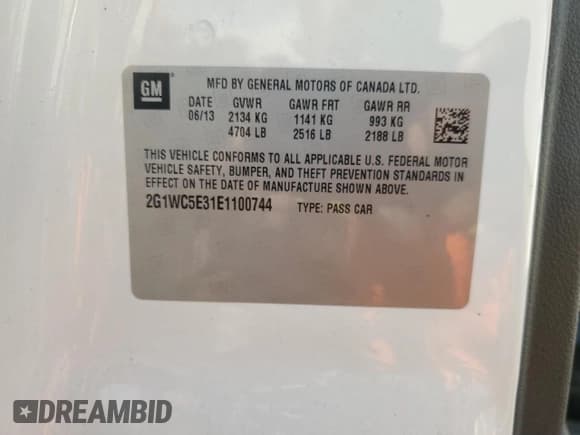 GM ® MFD BY GENERAL MOTORS OF CANADA LTD.
DATE GVWR GAWR FRT GAWR RR
06/13 2134 KG 1141 KG 993 KG
4704 LB 2516 LB 2188 LB
THIS VEHICLE CONFORMS TO ALL APPLICABLE U.S. FEDERAL MOTOR
VEHICLE SAFETY, BUMPER, AND THEFT PREVENTION STANDARDS IN
EFFECT ON THE DATE OF MANUFACTURE SHOWN ABOVE.
2G1WC5E31E1100744 TYPE: PASS CAR
DREAMBID